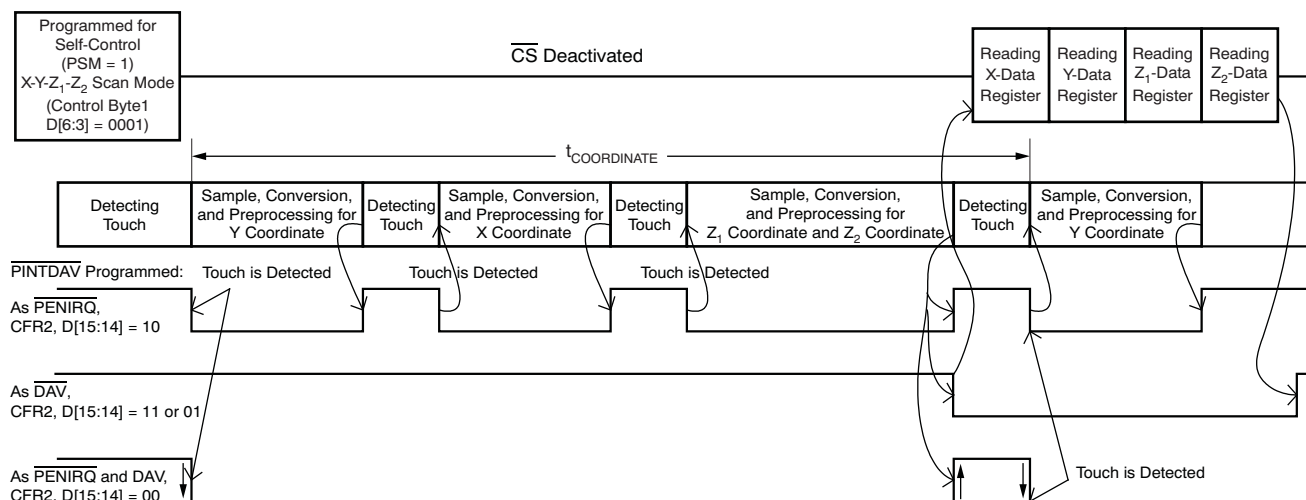 Programmed for
Self-Control
(PSM = 1)
X-Y-Z1-Z2 Scan Mode
(Control Byte1
D[6:3] = 0001)
CS Deactivated
Reading
X-Data
Register
Reading
Y-Data
Register
Reading
Z1-Data
Register
Reading
Z2-Data
Register
tCOORDINATE
Detecting
Touch
Sample, Conversion,
and Preprocessing for
Y Coordinate
Detecting
Touch
Sample, Conversion,
and Preprocessing for
X Coordinate
Detecting
Touch
Sample, Conversion,
and Preprocessing for
Z1 Coordinate and Z2 Coordinate
Detecting
Touch
Sample, Conversion,
and Preprocessing for
Y Coordinate
PINTDAV Programmed:
Touch is Detected
Touch is Detected
Touch is Detected
As PENIRQ,
CFR2, D[15:14] = 10
As DAV,
CFR2, D[15:14] = 11 or 01
As PENIRQ and DAV,
CFR2, D[15:14] = 00
Touch is Detected